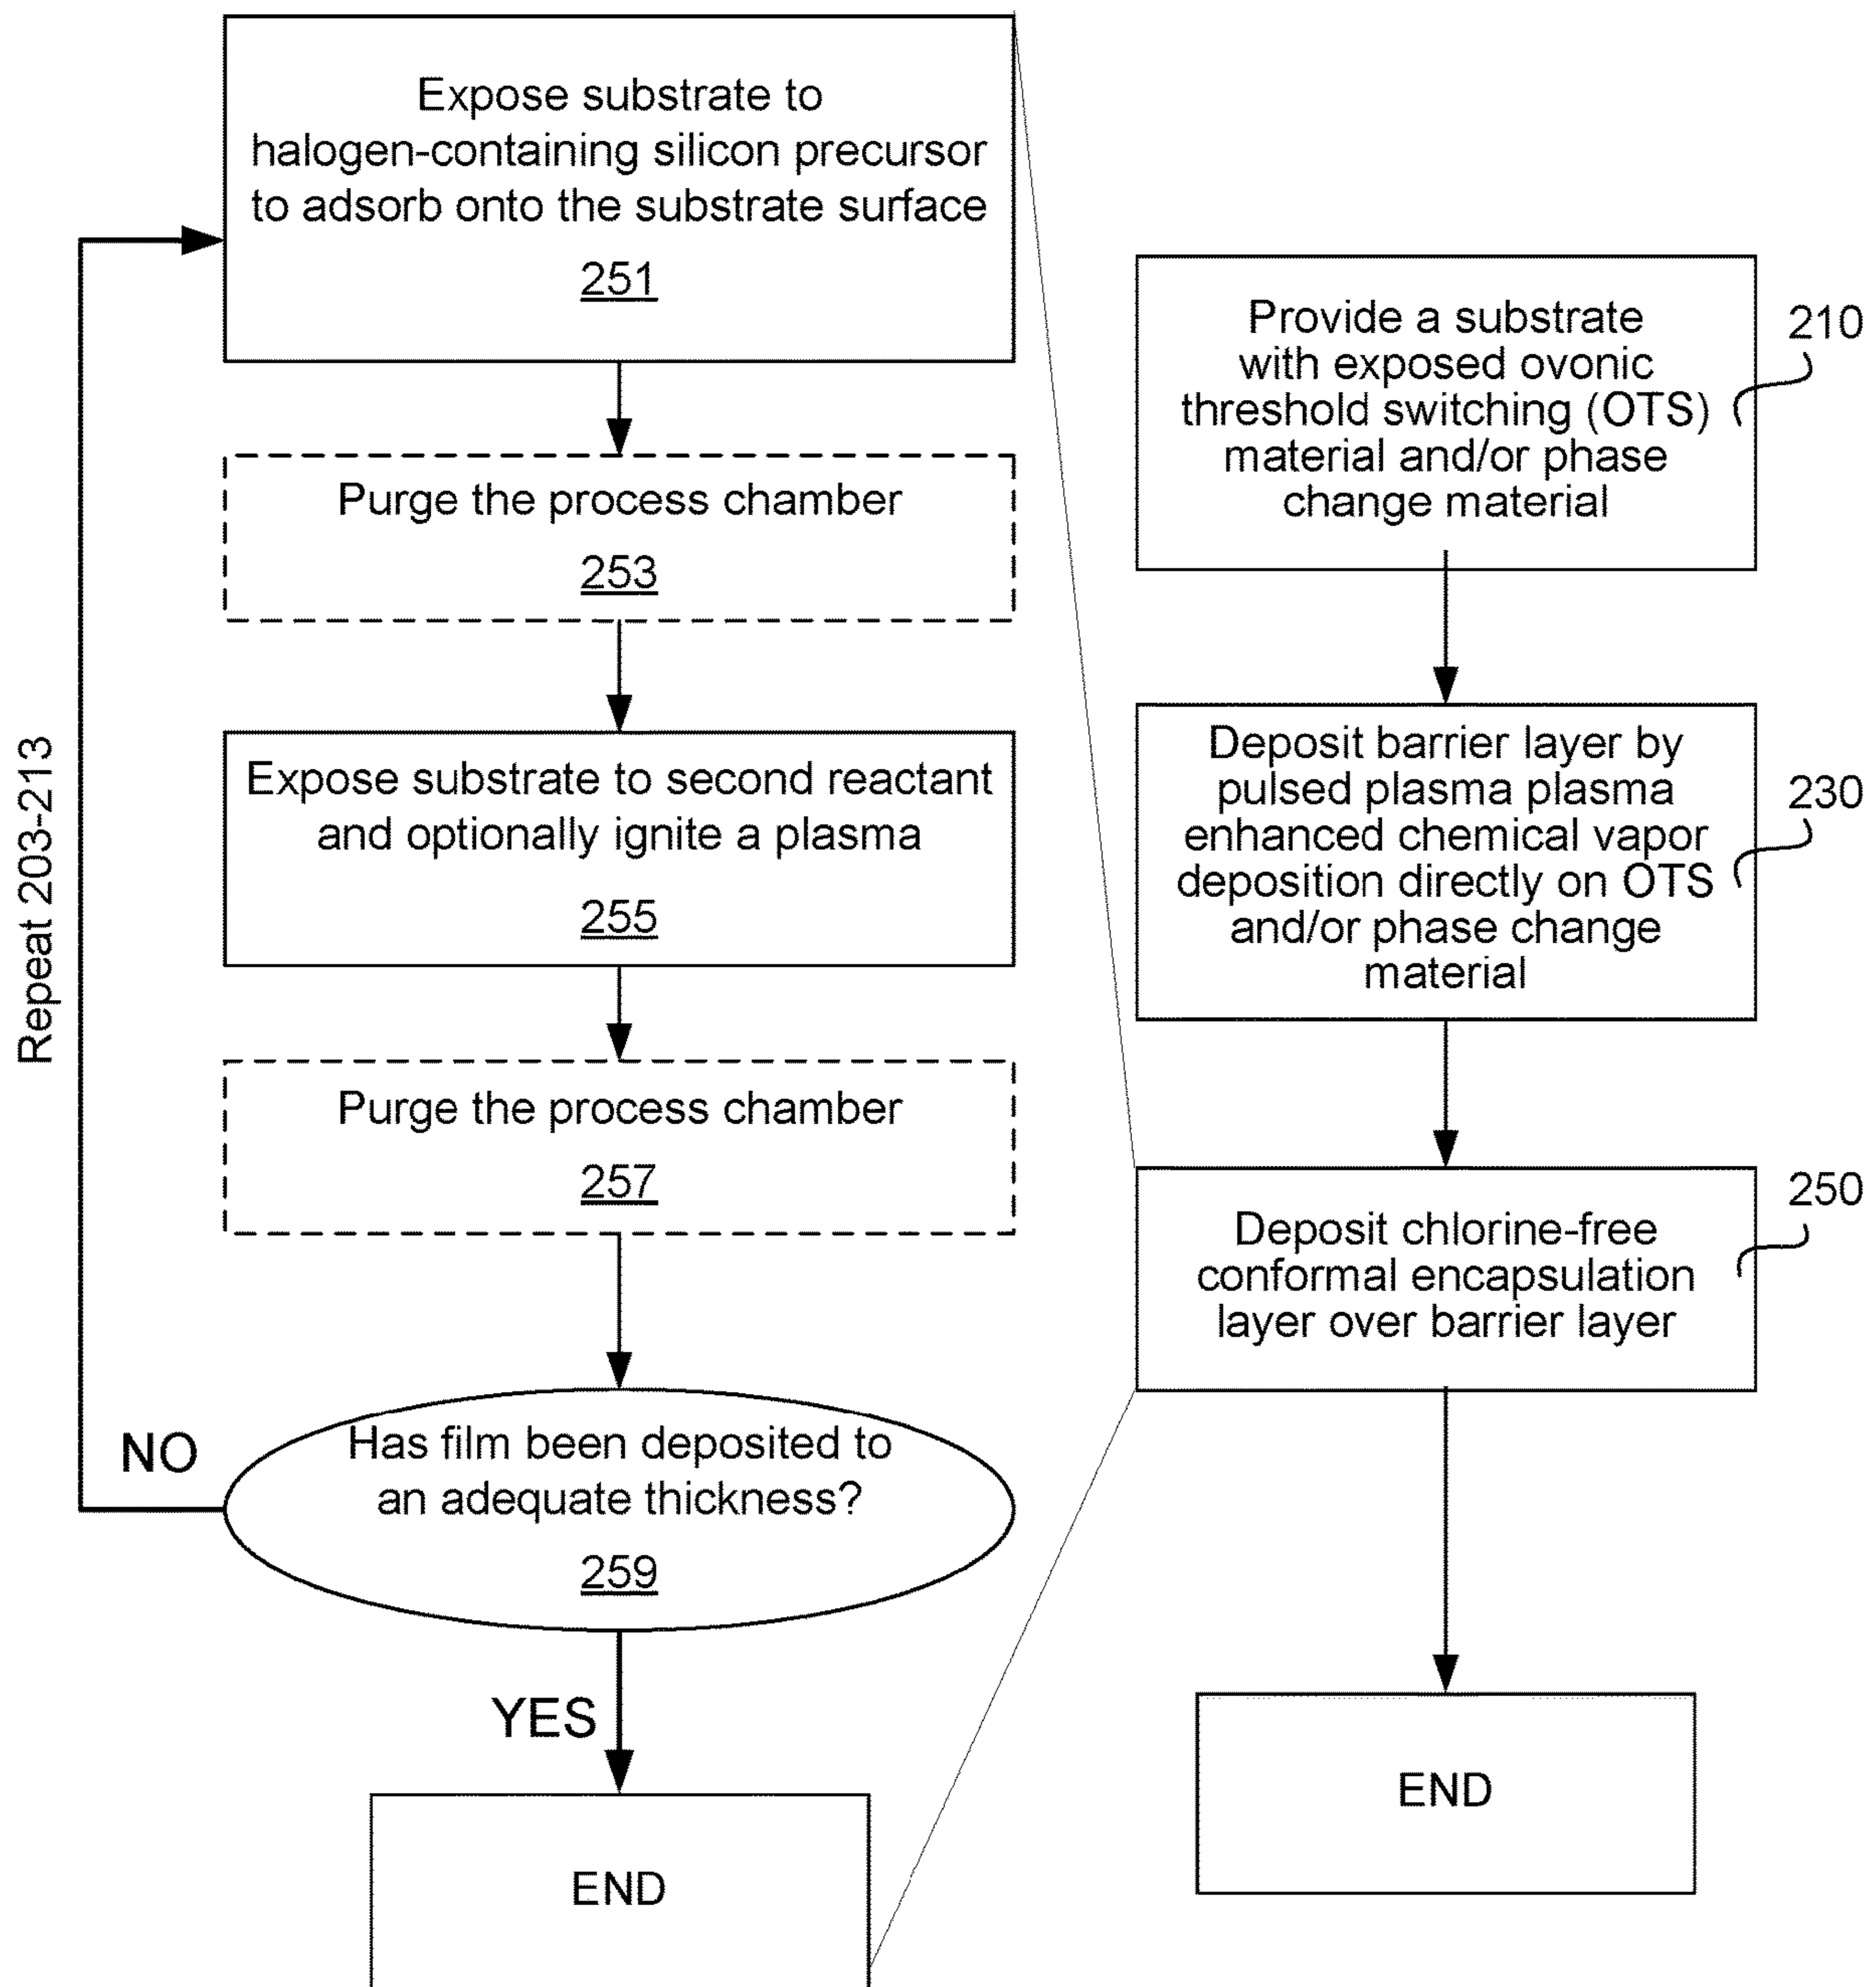 Expose substrate to
halogen-containing silicon precursor
to adsorb onto the substrate surface
251
Purge the process chamber
253
Expose substrate to second reactant
and optionally ignite a plasma
255
Purge the process chamber
257
Has film been deposited to
an adequate thickness?
259
NO
YES
END
Repeat 203-213
Provide a substrate
with exposed ovonic
threshold switching (OTS)
material and/or phase
change material
210
Deposit barrier layer by
pulsed plasma plasma
enhanced chemical vapor
deposition directly on OTS
and/or phase change
material
230
Deposit chlorine-free
conformal encapsulation
layer over barrier layer
250
END